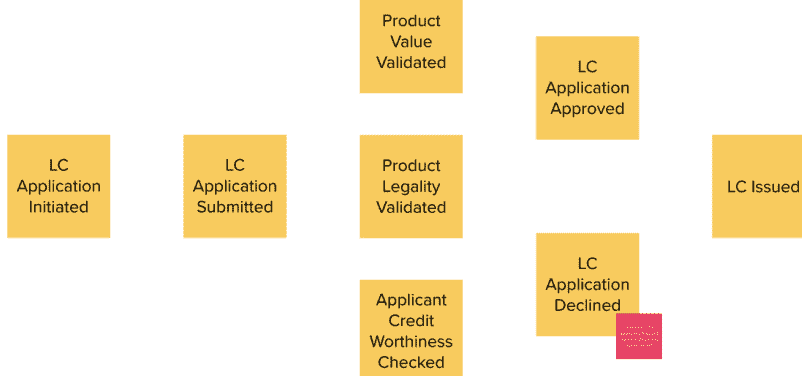 Product
Value
Validated
LC
Application
Approved
LC
Application
Initiated
LC
Application
Submitted
Product
Legality
Validated
LC Issued
LC
Application
Declined
Applicant
Credit
Worthiness
Checked